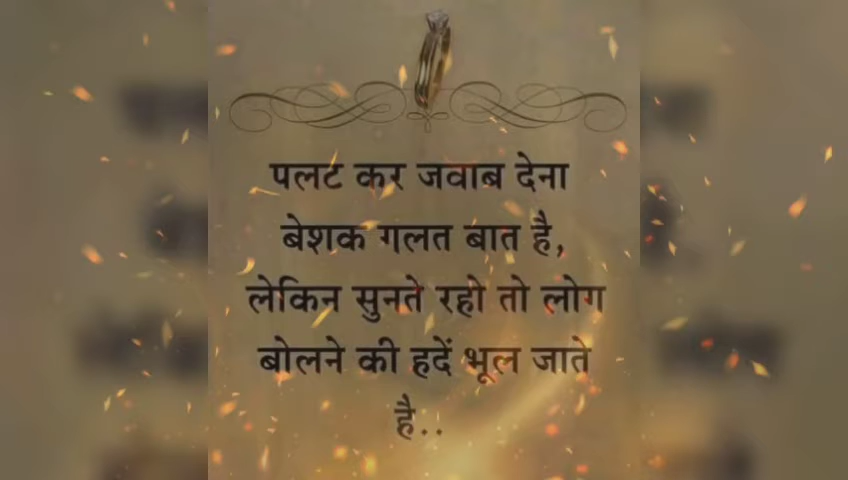 पलट कर जवाब देना
बेशक गलत बात है,
लेकिन सुनते रहो तो लोग
बोलने की हदें भूल जाते
है..